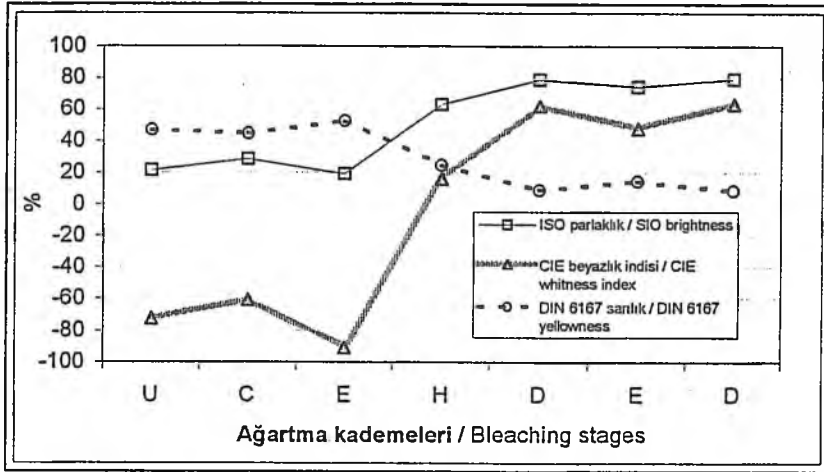 100
80
60
40
20
0
-20
-40
-60
-80
-100
%
ISO parlaklık / SIO brightness
CIE beyazlık indisi / CIE
whitness index
DIN 6167 sarılık / DIN 6167
yellowness
U C E H D E D
Ağartma kademeleri / Bleaching stages